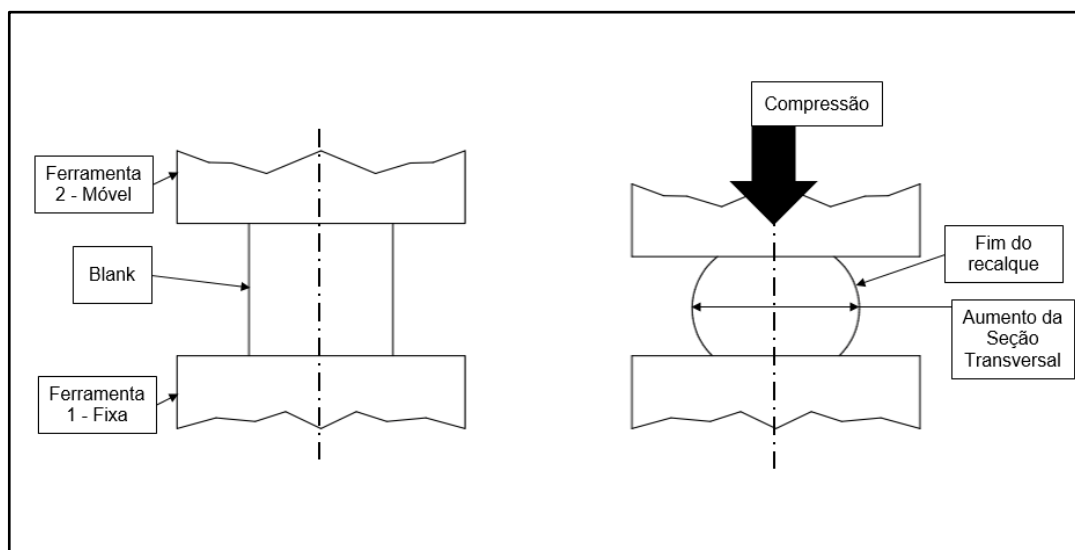 Ferramenta
2 - Móvel
Blank
Ferramenta
1 - Fixa
Compressão
Fim do
recalque
Aumento da
Seção
Transversal